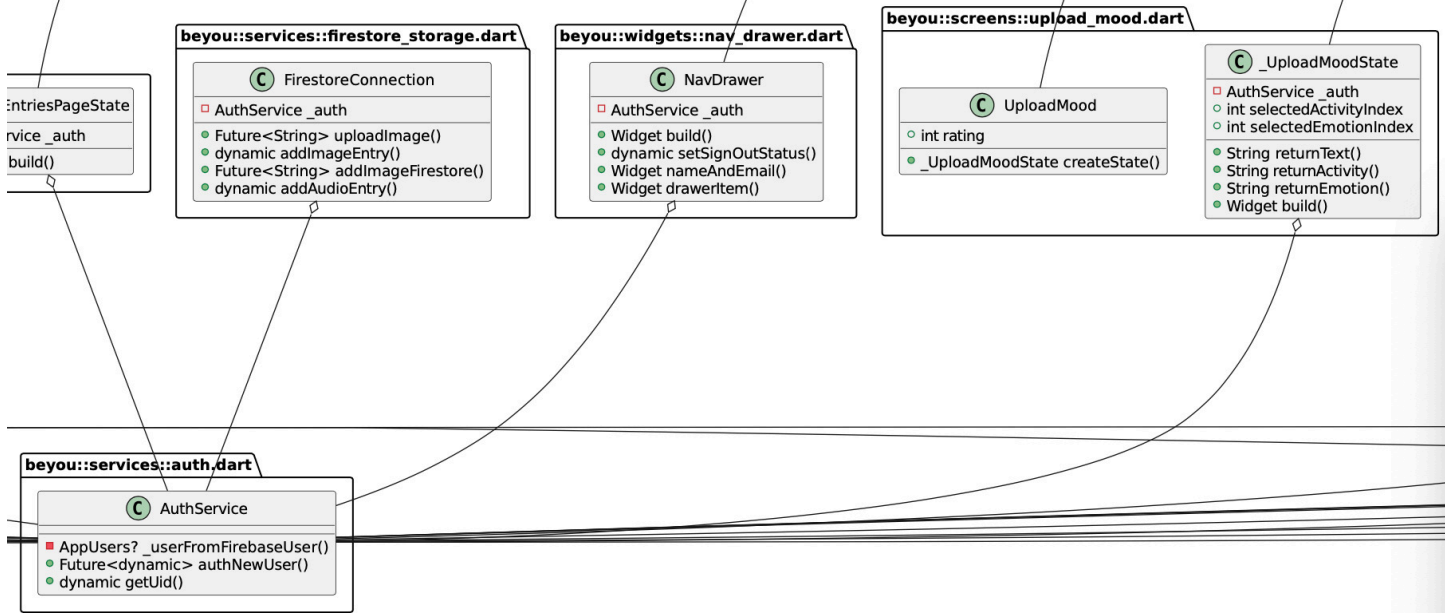 beyou::services::firestore_storage.dart
C FirestoreConnection
AuthService _auth
Future<String> uploadImage()
dynamic addImageEntry()
Future<String> addImageFirestore()
dynamic addAudioEntry()
beyou::widgets::nav_drawer.dart
C NavDrawer
AuthService _auth
Widget build()
dynamic setSignOutStatus()
Widget nameAndEmail()
Widget drawerItem()
beyou::screens::upload_mood.dart
C UploadMood
int rating
_UploadMoodState createState()
C _UploadMoodState
AuthService _auth
int selectedActivityIndex
int selectedEmotionIndex
String returnText()
String returnActivity()
String returnEmotion()
Widget build()
EntriesPageState
rvice _auth
build()
beyou::services::auth.dart
C AuthService
AppUsers? _userFromFirebaseUser()
Future<dynamic> authNewUser()
dynamic getUid()